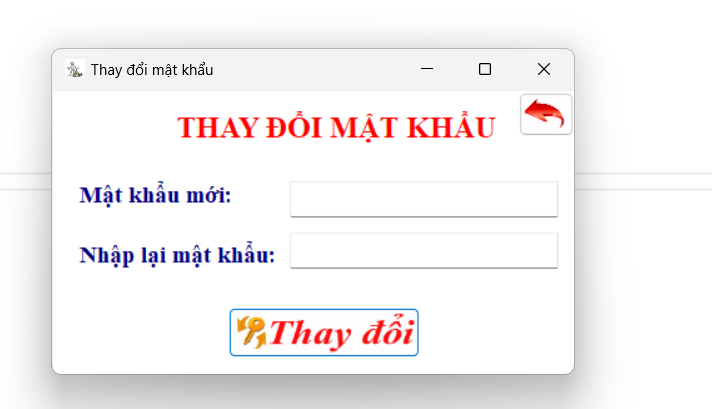 Thay đổi mật khẩu
THAY ĐỔI MẬT KHẨU
Mật khẩu mới:
Nhập lại mật khẩu:
Thay đổi